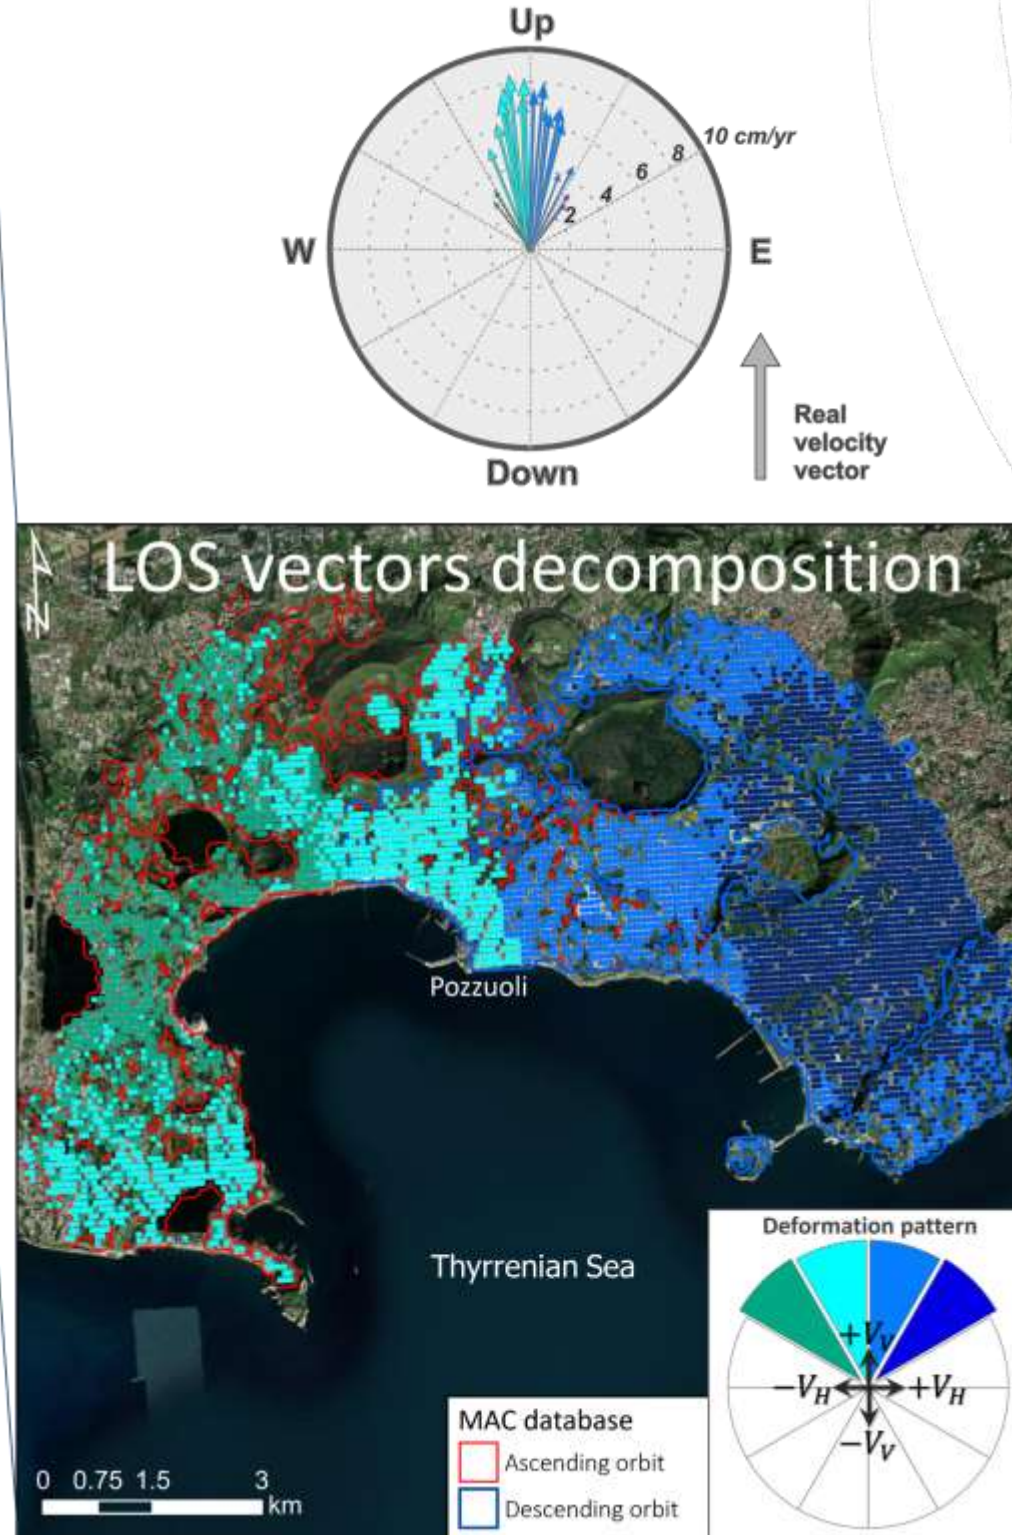 Up
10 cm/yr
8
6
4
2
W
E
Real
velocity
vector
Down
LOS vectors decomposition
N
Pozzuoli
Thyrrenian Sea
Deformation pattern
+V_V
−V_H
+V_H
−V_V
MAC database
Ascending orbit
Descending orbit
0 0.75 1.5 3
km